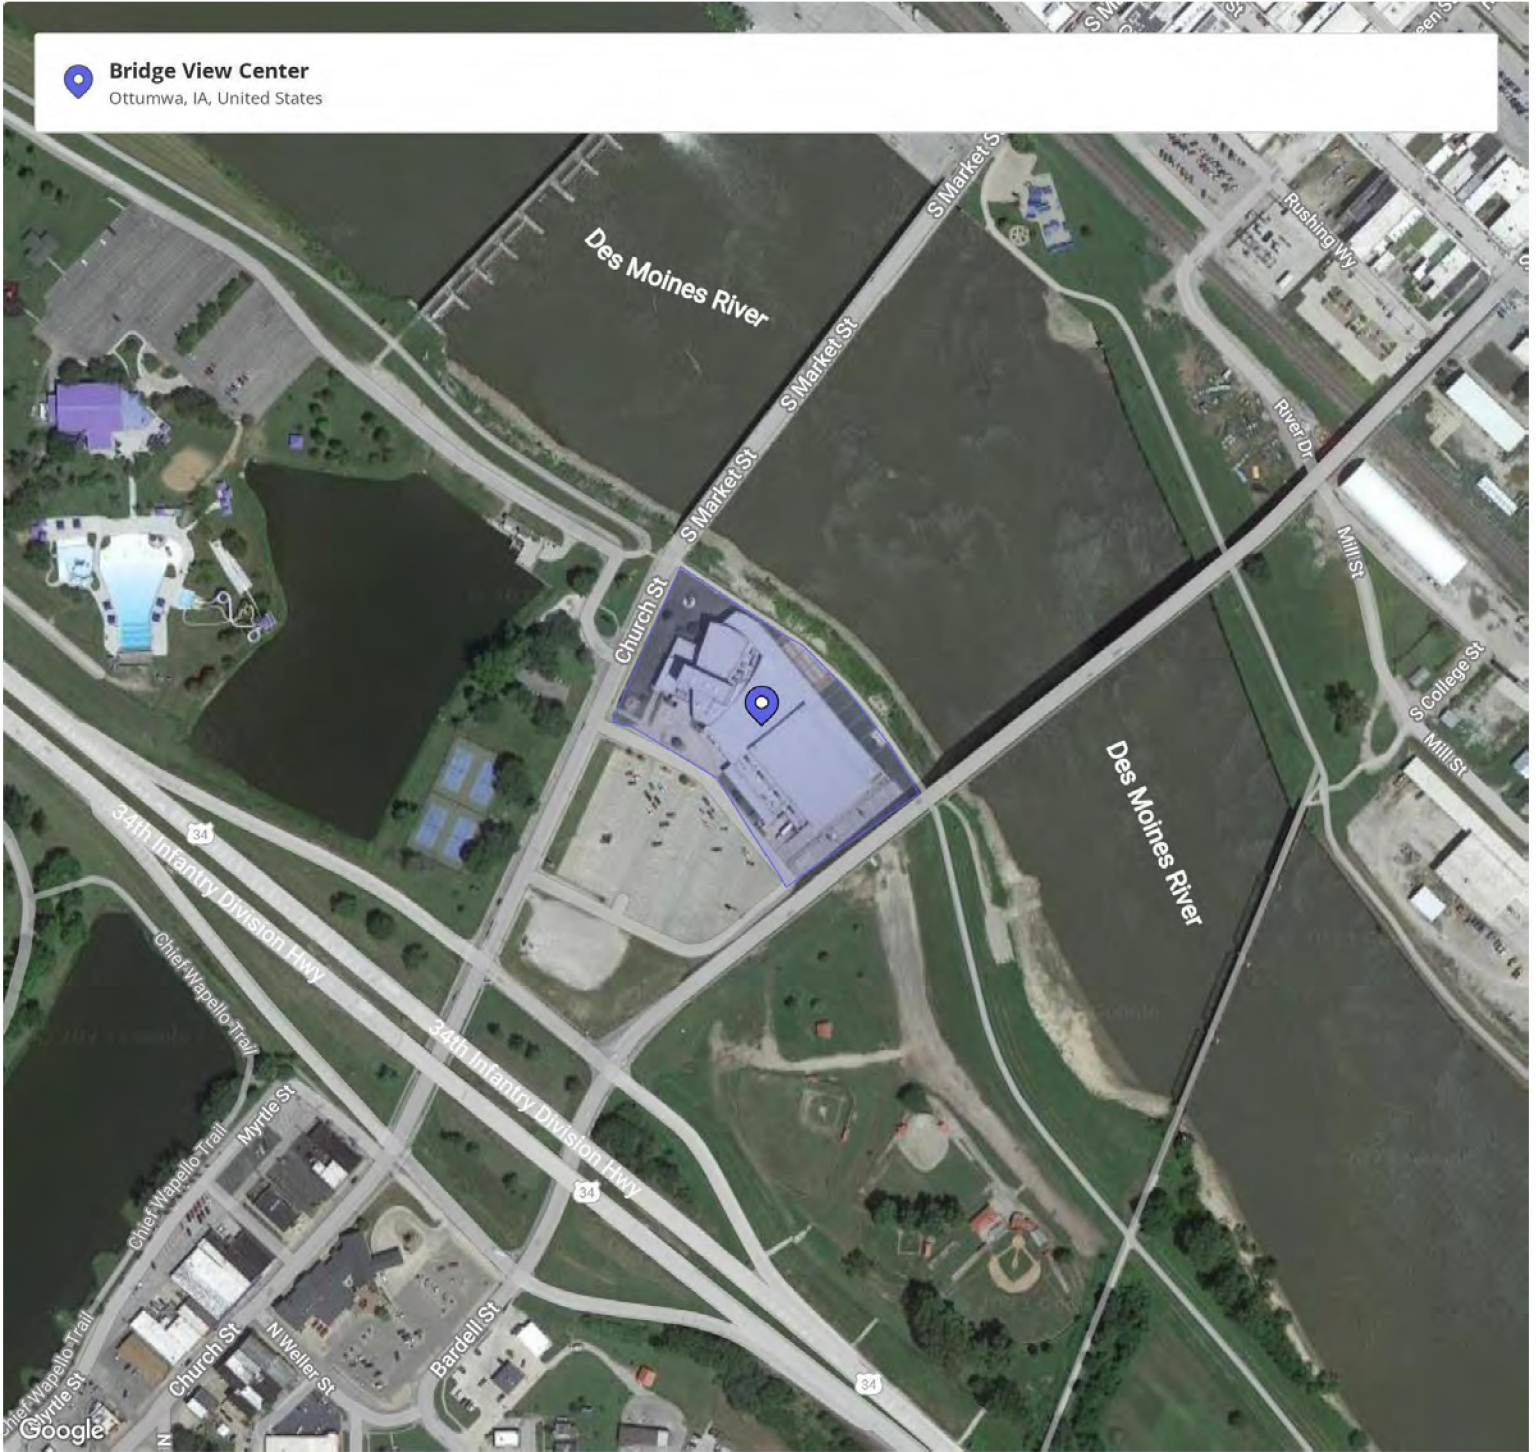 Bridge View Center
Ottumwa, IA, United States
S Market St
Rushing Wy
Des Moines River
S Market St
River Dr
S Market St
Mill St
Church St
S College St
Mill St
Des Moines River
34
34th Infantry Division Hwy
Chief Wapello Trail
34th Infantry Division Hwy
Myrtle St
Chief Wapello Trail
34
Chief Wapello Trail
Church St
N Weller St
Bardell St
34
Myrtle St
Google